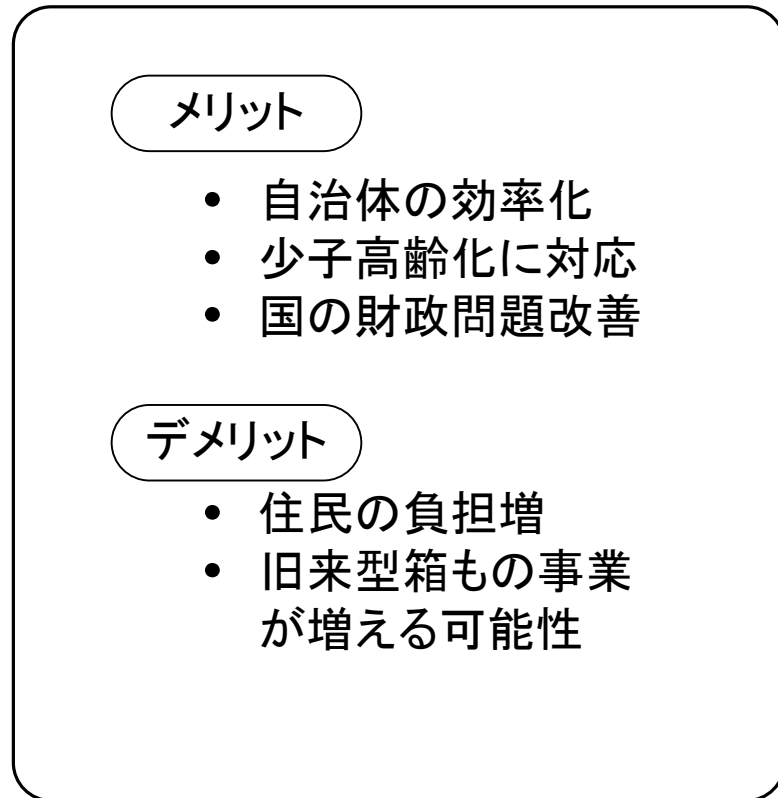 メリット
• 自治体の効率化
• 少子高齢化に対応
• 国の財政問題改善
デメリット
• 住民の負担増
• 旧来型箱もの事業
が増える可能性